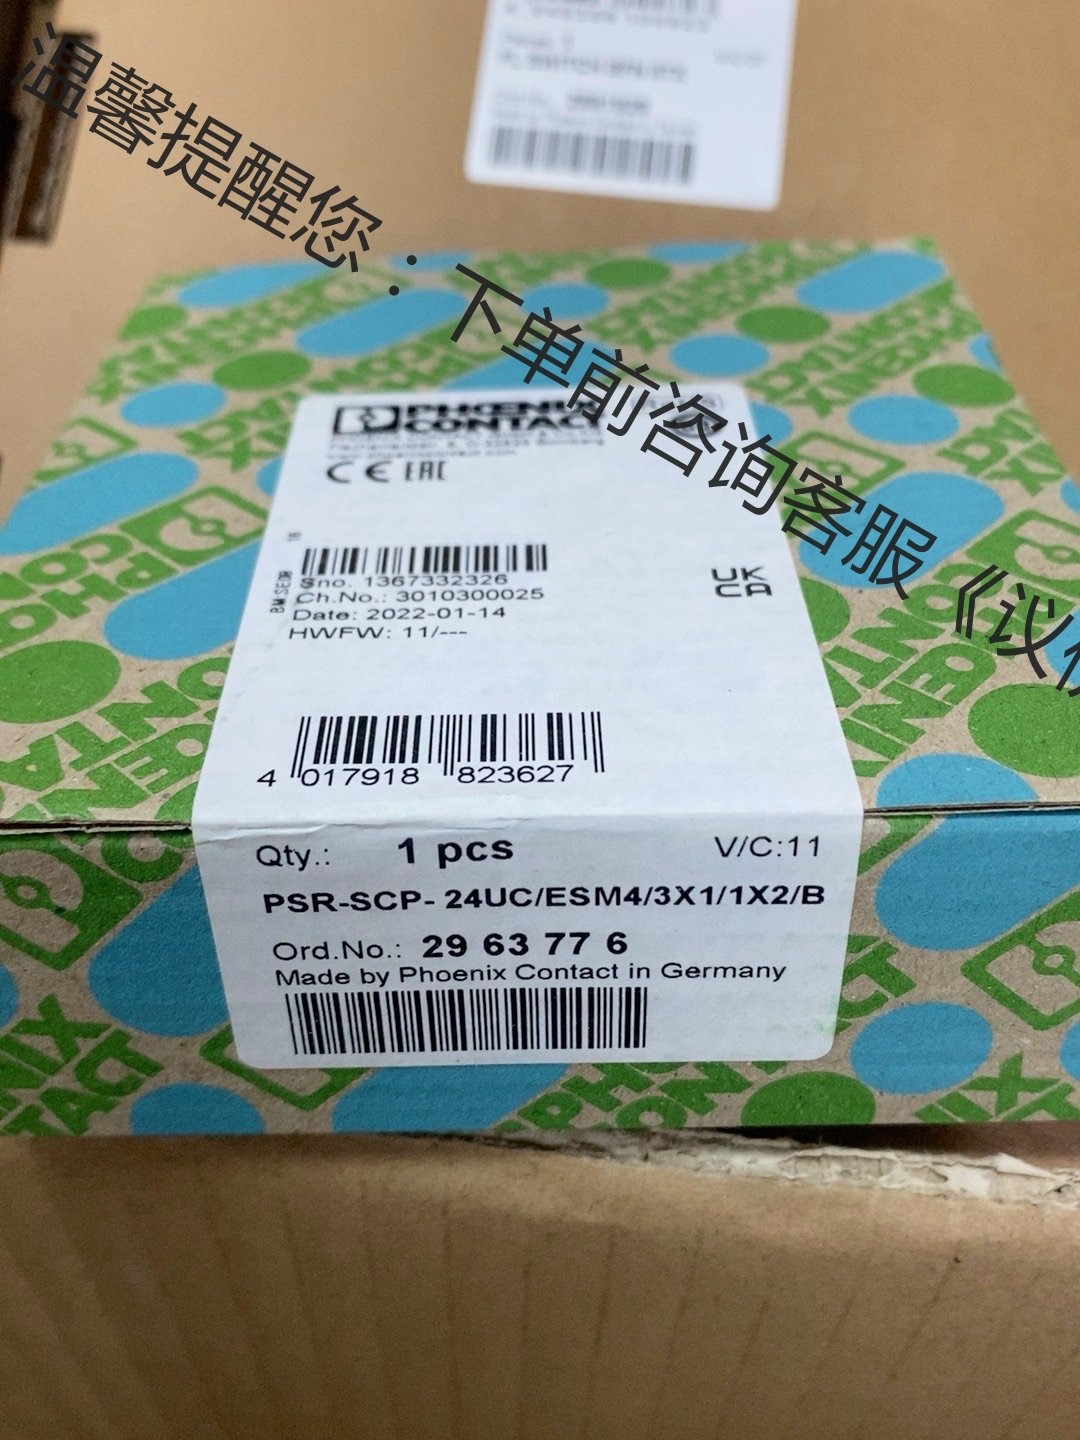 温馨提醒您：下单前咨询客服《议价
PHOENIX
CONTACT
CE EAC
Sno. 1367332326
Ch.No.: 3010300025
Date: 2022-01-14
HWFW: 11/---
UK
CA
4 017918 823627
Qty.: 1 pcs V/C:11
PSR-SCP- 24UC/ESM4/3X1/1X2/B
Ord.No.: 29 63 77 6
Made by Phoenix Contact in Germany